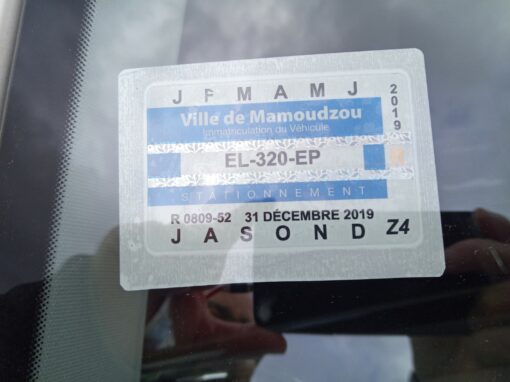 J F M A M J
2019
Ville de Mamoudzou
Immatriculation du Véhicule
EL-320-EP
STATIONNEMENT
R 0809-52 31 DÉCEMBRE 2019
J A S O N D Z4